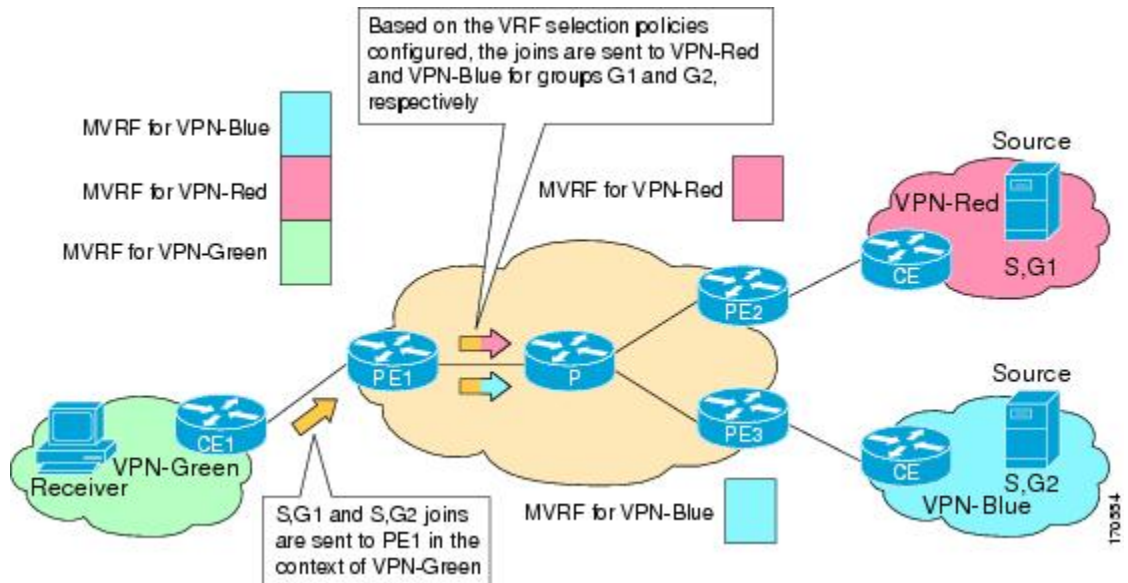 Based on the VRF selection policies
configured, the joins are sent to VPN-Red
and VPN-Blue for groups G1 and G2,
respectively
MVRF for VPN-Blue
MVRF for VPN-Red
MVRF for VPN-Green
MVRF for VPN-Red
Source
VPN-Red
CE
S,G1
PE2
PE1
P
PE3
CE1
VPN-Green
Receiver
Source
CE
S,G2
VPN-Blue
MVRF for VPN-Blue
S,G1 and S,G2 joins
are sent to PE1 in the
context of VPN-Green
170554